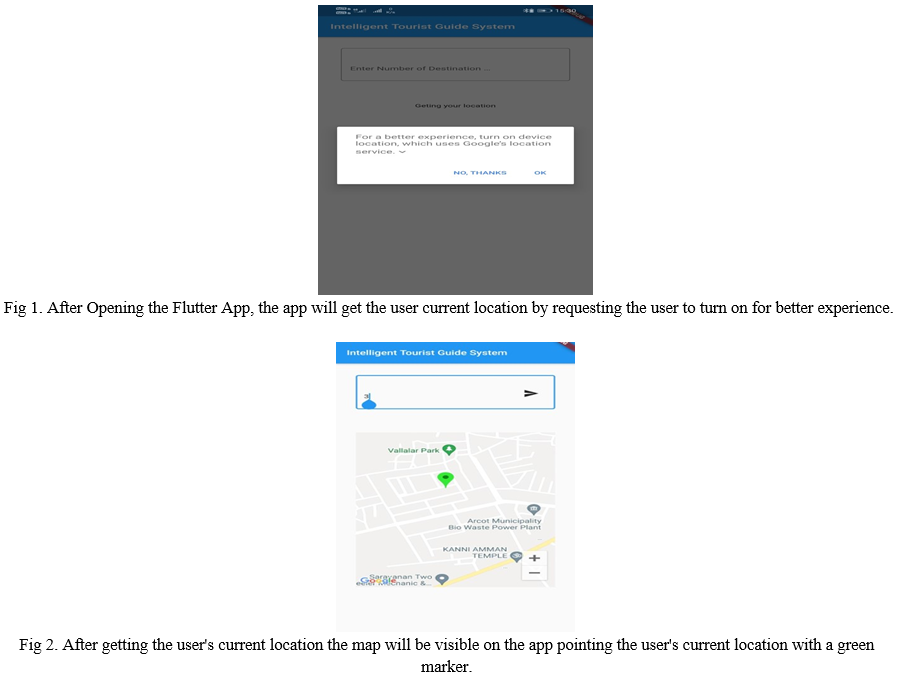 15:30
Intelligent Tourist Guide System
Enter Number of Destination ...
Geting your location
For a better experience, turn on device
location, which uses Google's location
service.
NO, THANKS OK
Fig 1. After Opening the Flutter App, the app will get the user current location by requesting the user to turn on for better experience.
Intelligent Tourist Guide System
3
Vallalar Park
Arcot Municipality
Bio Waste Power Plant
KANNI AMMAN
TEMPLE
+
−
Saravanan Two
Google
Fig 2. After getting the user's current location the map will be visible on the app pointing the user's current location with a green
marker.